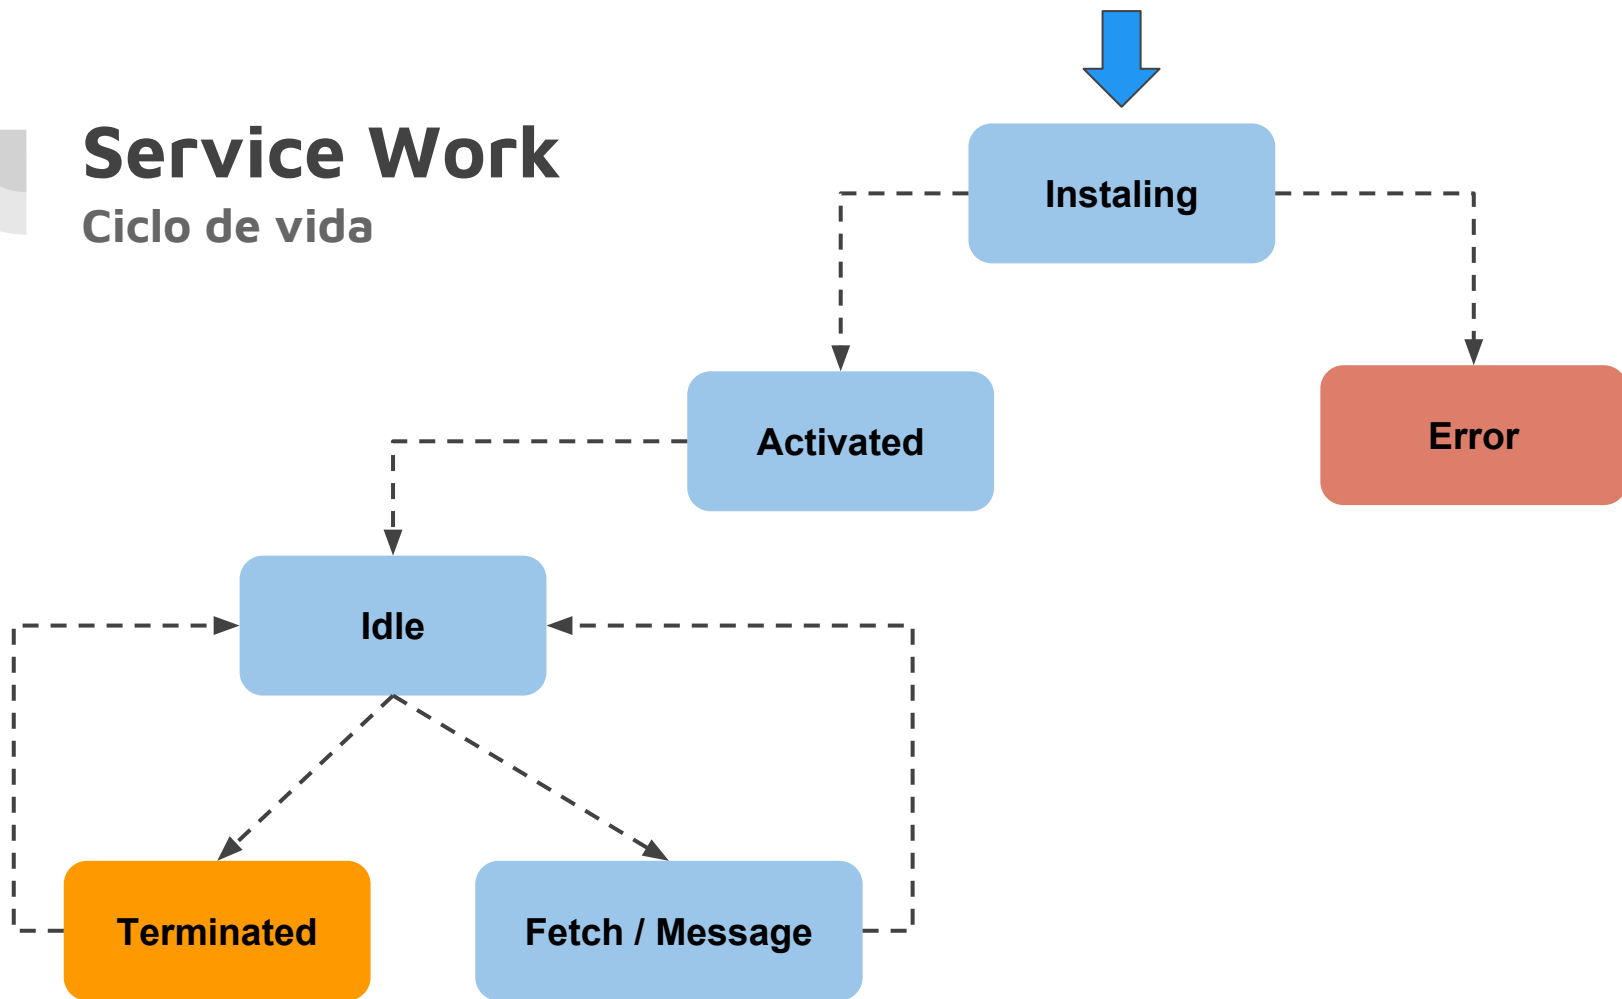 Service Work
Ciclo de vida
Instaling
Activated
Error
Idle
Terminated
Fetch / Message